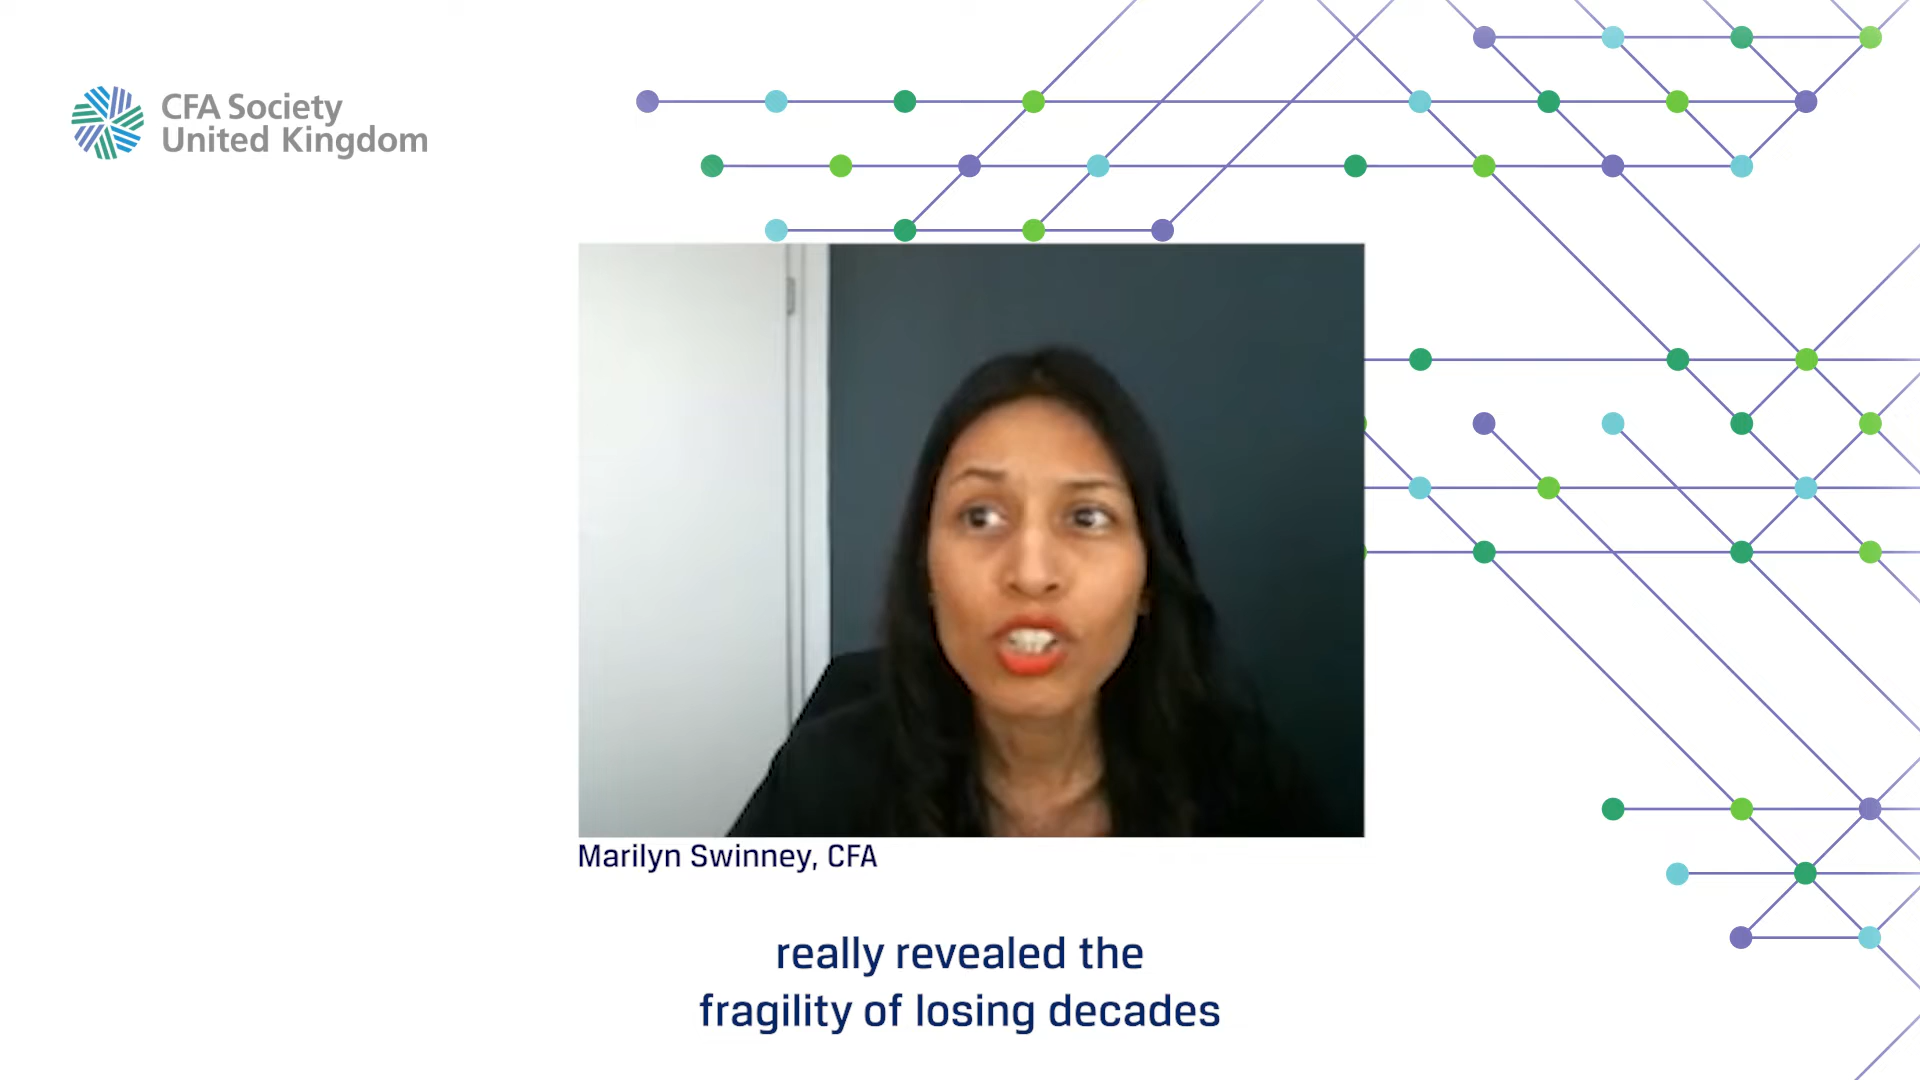 CFA Society
United Kingdom
Marilyn Swinney, CFA
really revealed the
fragility of losing decades